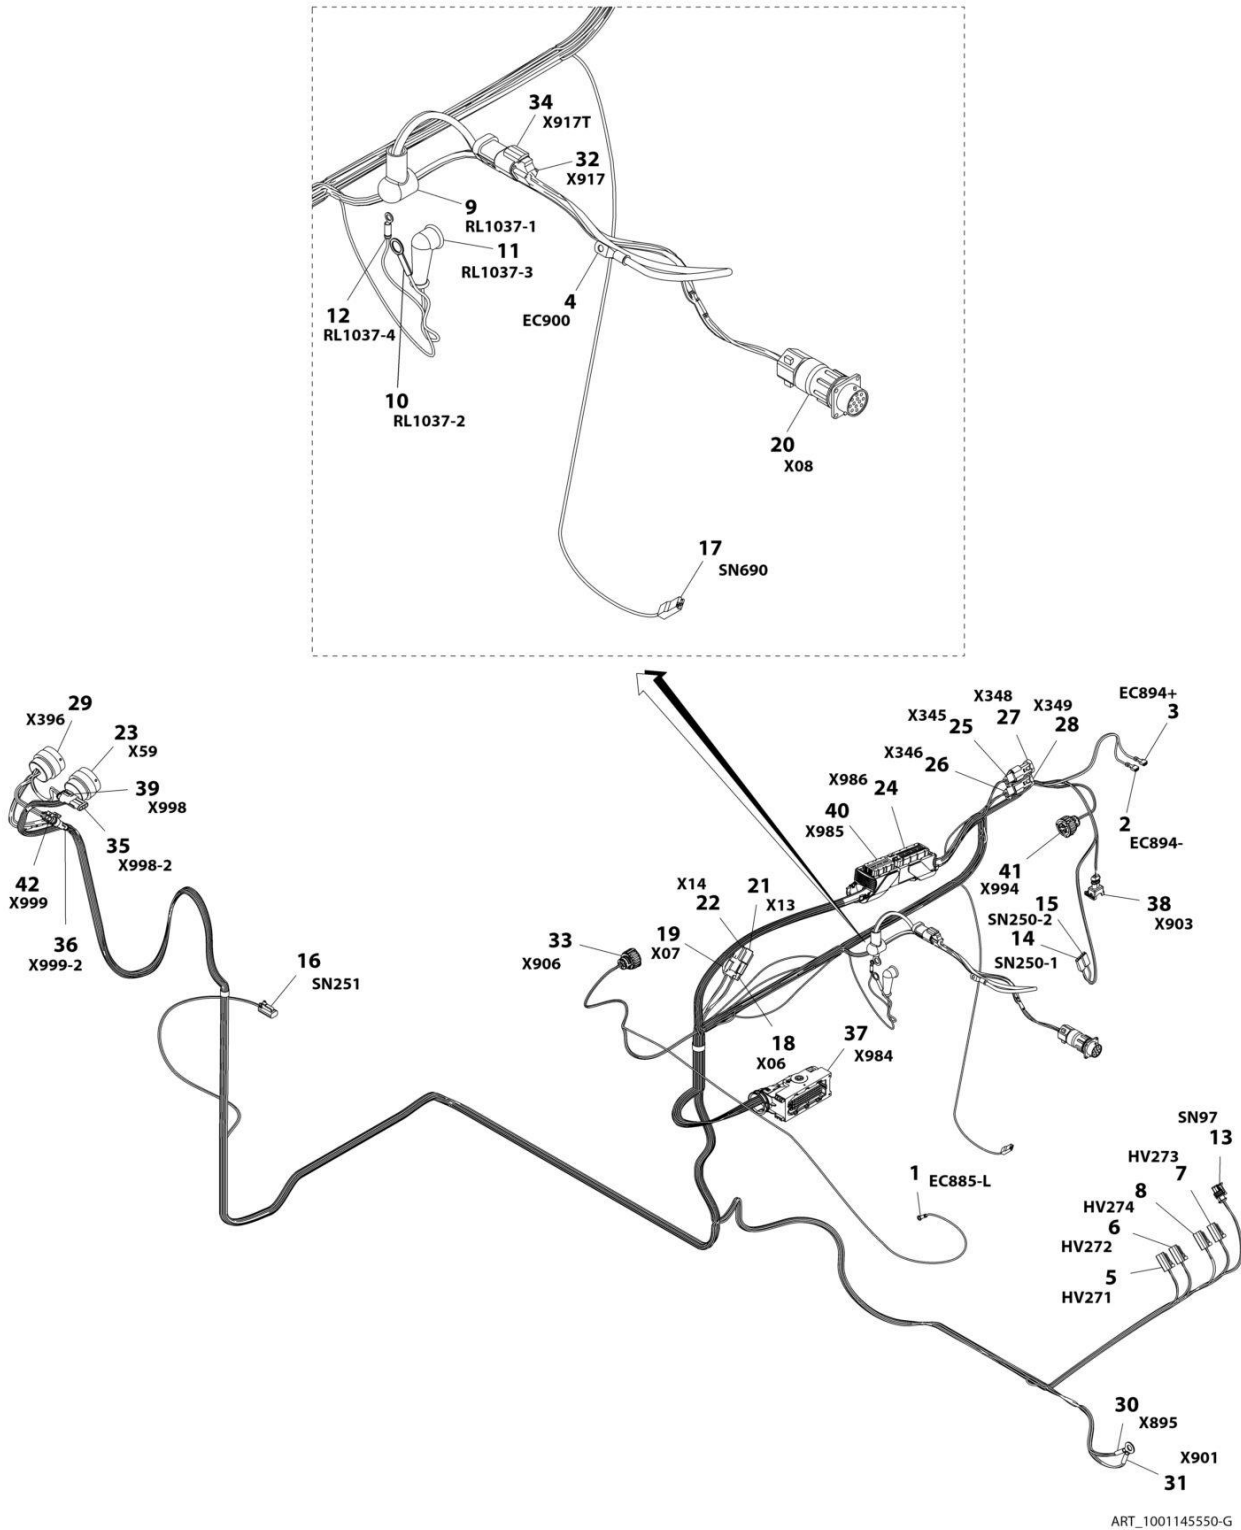 34
X917T
32
X917
9
RL1037-1
11
RL1037-3
4
EC900
12
RL1037-4
10
RL1037-2
20
X08
17
SN690
29
X396
23
X59
39
X998
35
X998-2
42
X999
36
X999-2
16
SN251
33
X906
X14
22
21
X13
19
X07
18
X06
37
X984
X986
24
40
X985
X345
25
X346
26
X348
27
X349
28
EC894+
3
2
EC894-
41
X994
38
X903
15
SN250-2
14
SN250-1
1
EC885-L
SN97
13
HV273
7
8
HV274
6
HV272
5
HV271
30
X895
X901
31
ART_1001145550-G